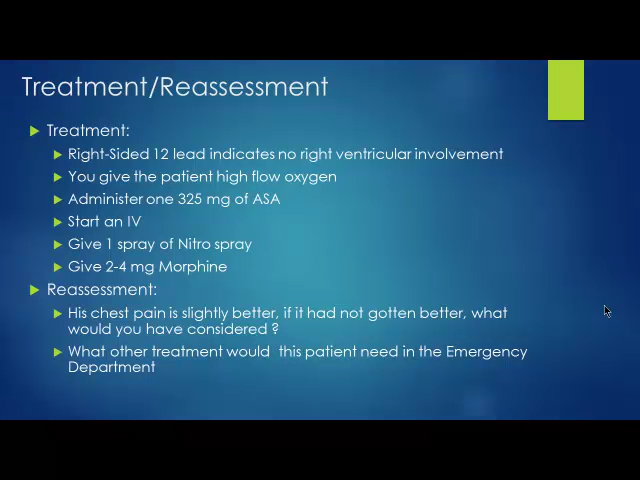 Treatment/Reassessment
Treatment:
Right-Sided 12 lead indicates no right ventricular involvement
You give the patient high flow oxygen
Administer one 325 mg of ASA
Start an IV
Give 1 spray of Nitro spray
Give 2-4 mg Morphine
Reassessment:
His chest pain is slightly better, if it had not gotten better, what
would you have considered ?
What other treatment would this patient need in the Emergency
Department